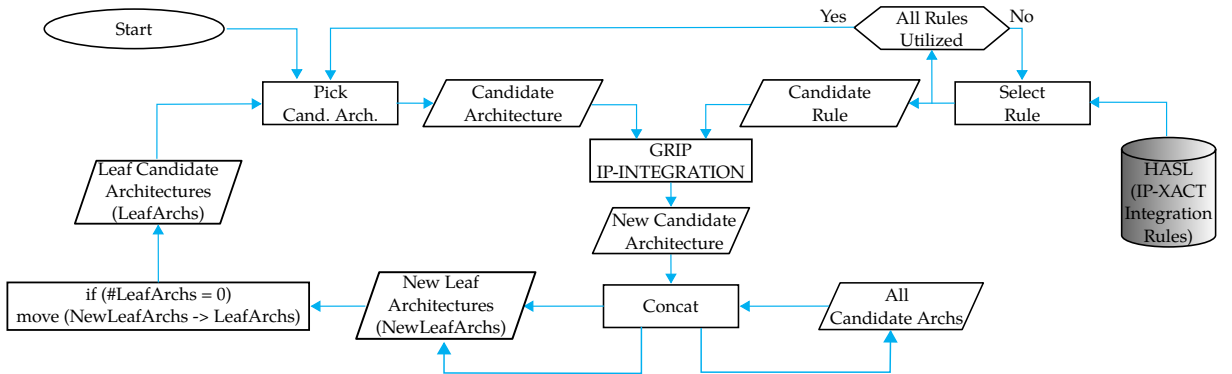 Start
Yes
All Rules
Utilized
No
Pick
Cand. Arch.
Candidate
Architecture
Candidate
Rule
Select
Rule
GRIP
IP-INTEGRATION
HASL
(IP-XACT
Integration
Rules)
Leaf Candidate
Architectures
(LeafArchs)
New Candidate
Architecture
if (#LeafArchs = 0)
move (NewLeafArchs -> LeafArchs)
New Leaf
Architectures
(NewLeafArchs)
Concat
All
Candidate Archs